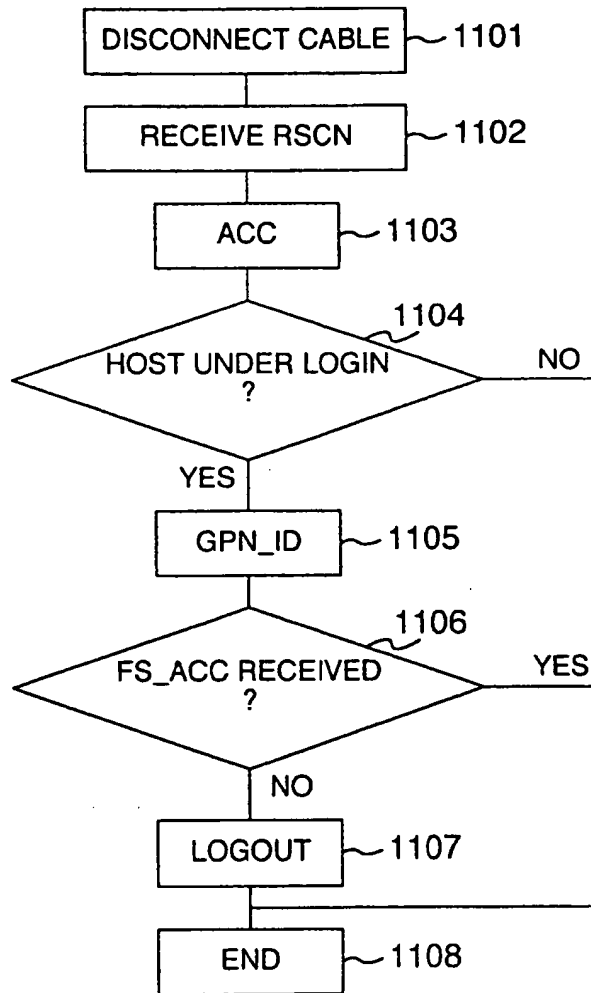 DISCONNECT CABLE 1101
RECEIVE RSCN 1102
ACC 1103
1104
HOST UNDER LOGIN
?
NO
YES
GPN_ID 1105
1106
FS_ACC RECEIVED
?
YES
NO
LOGOUT 1107
END 1108